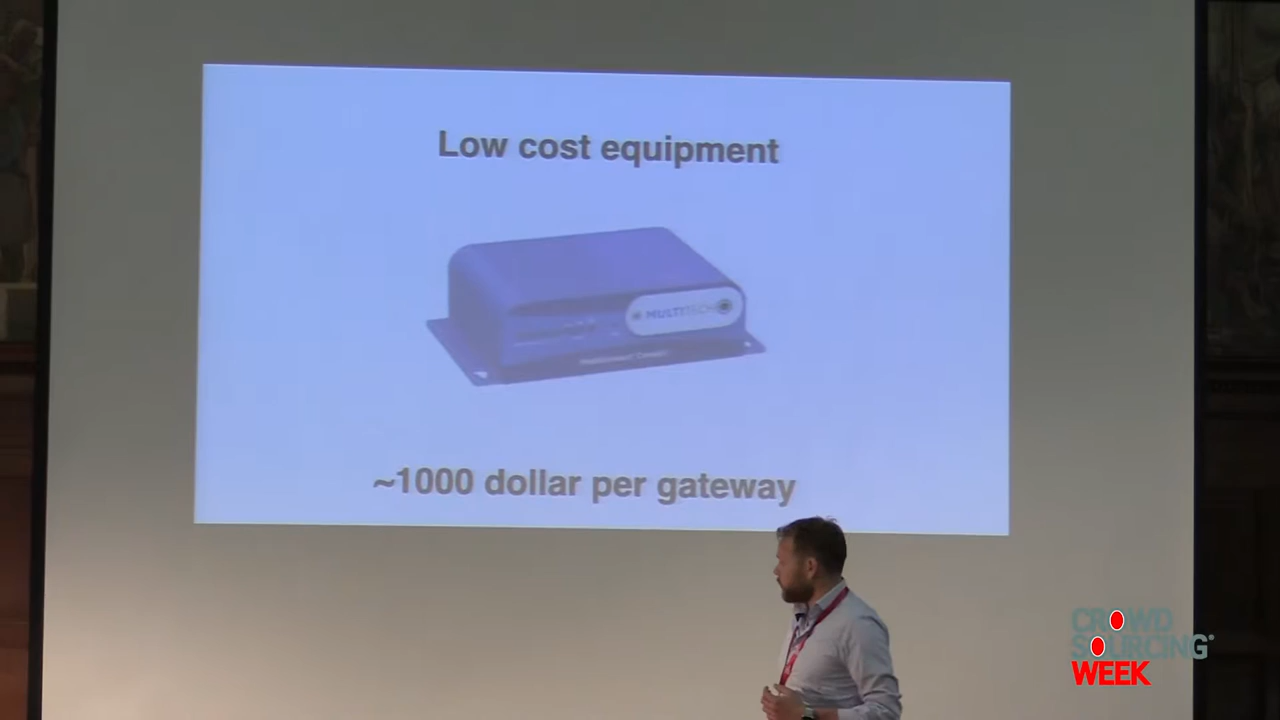 Low cost equipment
MULTITECH
~1000 dollar per gateway
CROWD
SOURCING
WEEK